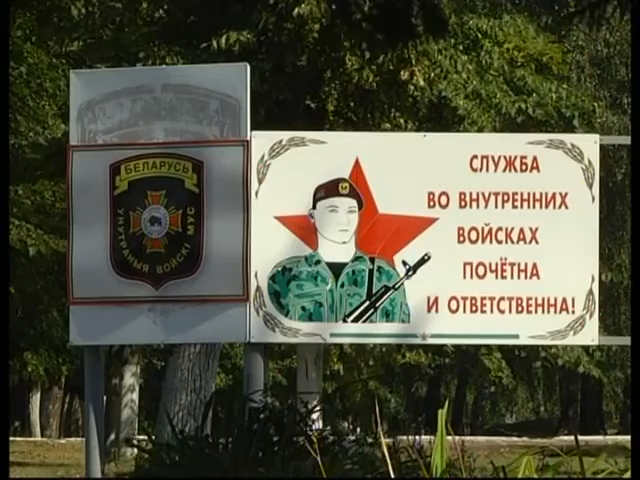 БЕЛАРУСЬ
УНУТРАНЫЯ ВОЙСКІ МУС
СЛУЖБА
ВО ВНУТРЕННИХ
ВОЙСКАХ
ПОЧЁТНА
И ОТВЕТСТВЕННА!